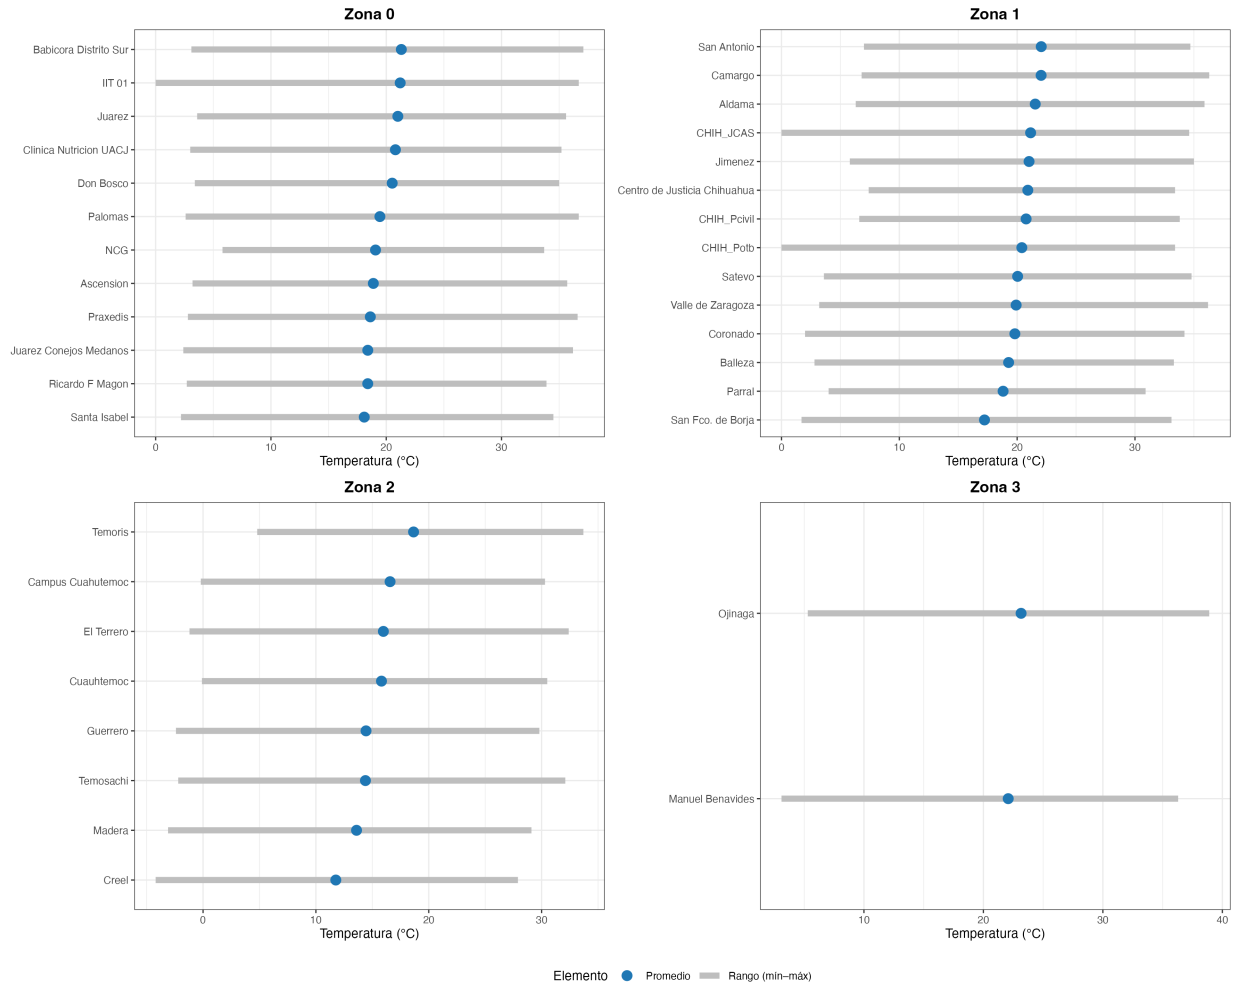 Zona 0
Babicora Distrito Sur
IIT 01
Juarez
Clinica Nutricion UACJ
Don Bosco
Palomas
NCG
Ascension
Praxedis
Juarez Conejos Medanos
Ricardo F Magon
Santa Isabel
0 10 20 30
Temperatura (°C)
Zona 1
San Antonio
Camargo
Aldama
CHIH_JCAS
Jimenez
Centro de Justicia Chihuahua
CHIH_Pcivil
CHIH_Potb
Satevo
Valle de Zaragoza
Coronado
Balleza
Parral
San Fco. de Borja
0 10 20 30
Temperatura (°C)
Zona 2
Temoris
Campus Cuahutemoc
El Terrero
Cuauhtemoc
Guerrero
Temosachi
Madera
Creel
0 10 20 30
Temperatura (°C)
Zona 3
Ojinaga
Manuel Benavides
10 20 30 40
Temperatura (°C)
Elemento Promedio Rango (mín–máx)